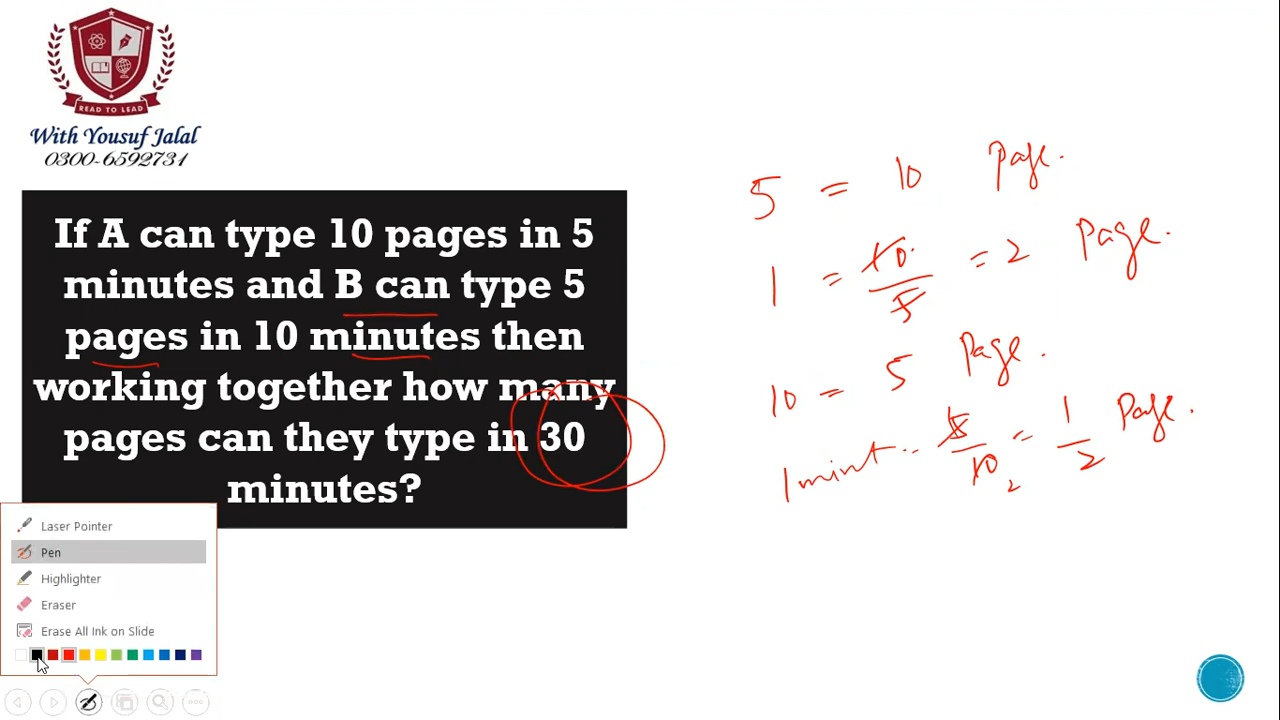 READ TO LEAD
With Yousuf Jalal
0300-6592731
If A can type 10 pages in 5
minutes and B can type 5
pages in 10 minutes then
working together how many
pages can they type in 30
minutes?
5 = 10 Page.
1 = 10/5 = 2 Page.
10 = 5 Page.
1 mint = 5/10 2 = 1/2 Page.
Laser Pointer
Pen
Highlighter
Eraser
Erase All Ink on Slide